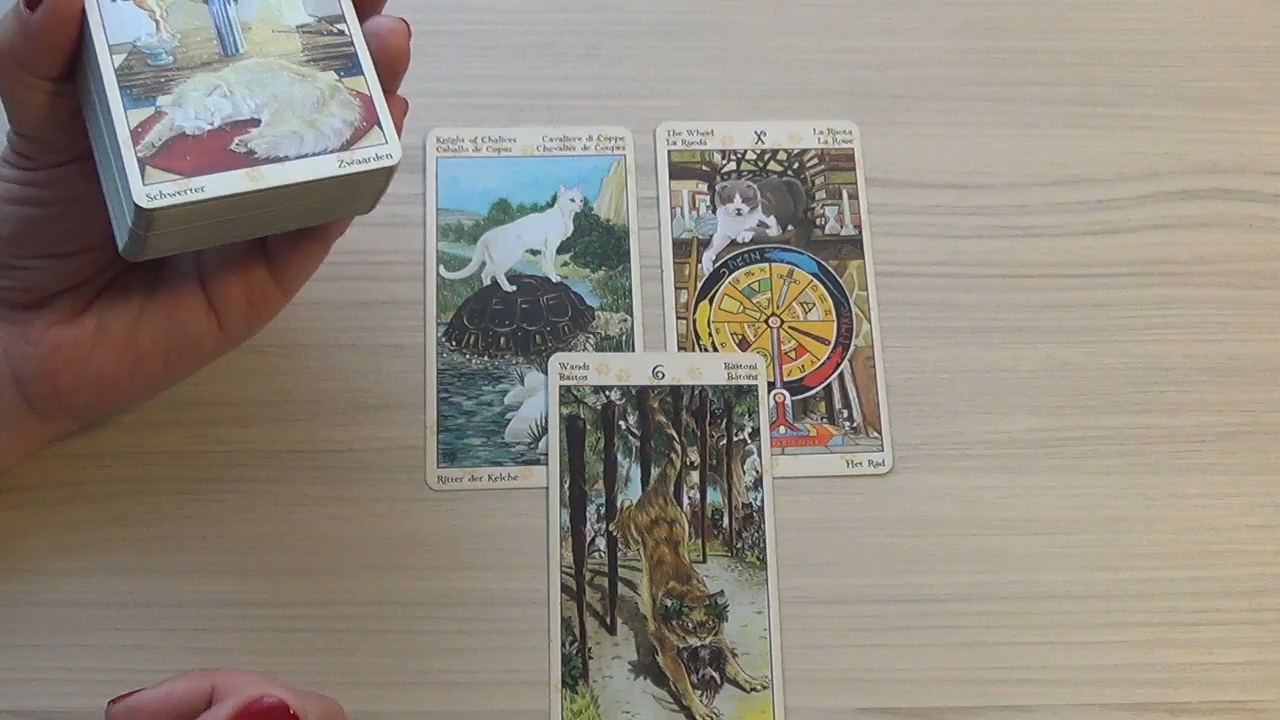 Schwerter
Zwaarden
Knight of Chalices
Caballo de Copas
Cavaliere di Coppe
Chevalier de Coupes
Ritter der Kelche
The Wheel
La Rueda
X
La Ruota
La Roue
Het Rad
Wands
Bastos
6
Bastoni
Bâtons